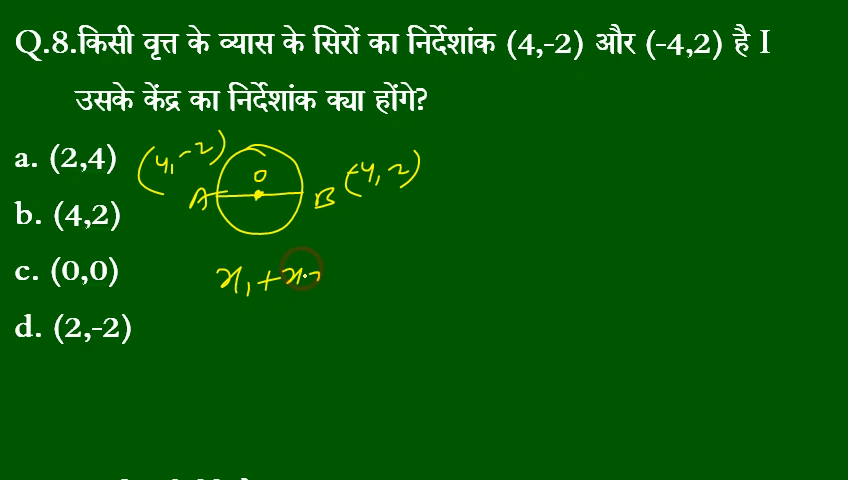 Q.8.किसी वृत्त के व्यास के सिरों का निर्देशांक (4,-2) और (-4,2) है I
उसके केंद्र का निर्देशांक क्या होंगे?
a. (2,4)
(4,-2)
O
A
B
(-4,2)
b. (4,2)
c. (0,0)
x₁+x₂
d. (2,-2)